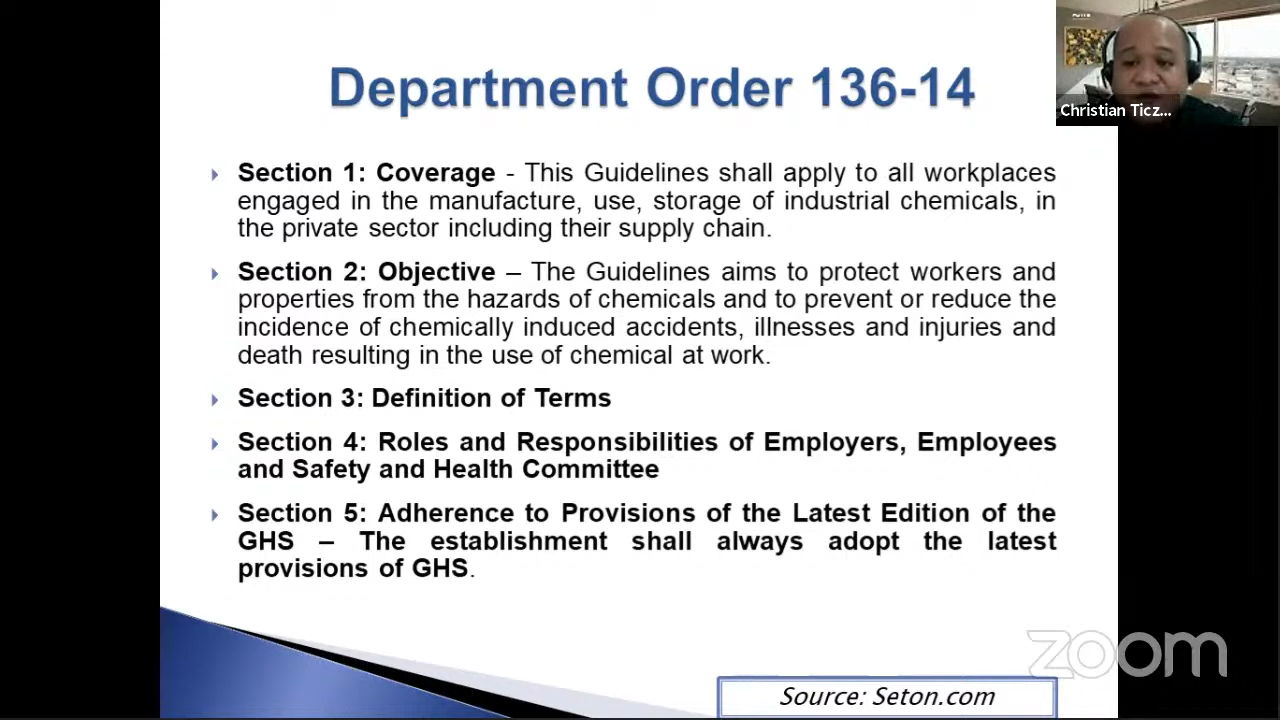 Department Order 136-14
Christian Ticz...
Section 1: Coverage - This Guidelines shall apply to all workplaces
engaged in the manufacture, use, storage of industrial chemicals, in
the private sector including their supply chain.
Section 2: Objective – The Guidelines aims to protect workers and
properties from the hazards of chemicals and to prevent or reduce the
incidence of chemically induced accidents, illnesses and injuries and
death resulting in the use of chemical at work.
Section 3: Definition of Terms
Section 4: Roles and Responsibilities of Employers, Employees
and Safety and Health Committee
Section 5: Adherence to Provisions of the Latest Edition of the
GHS – The establishment shall always adopt the latest
provisions of GHS.
zoom
Source: Seton.com